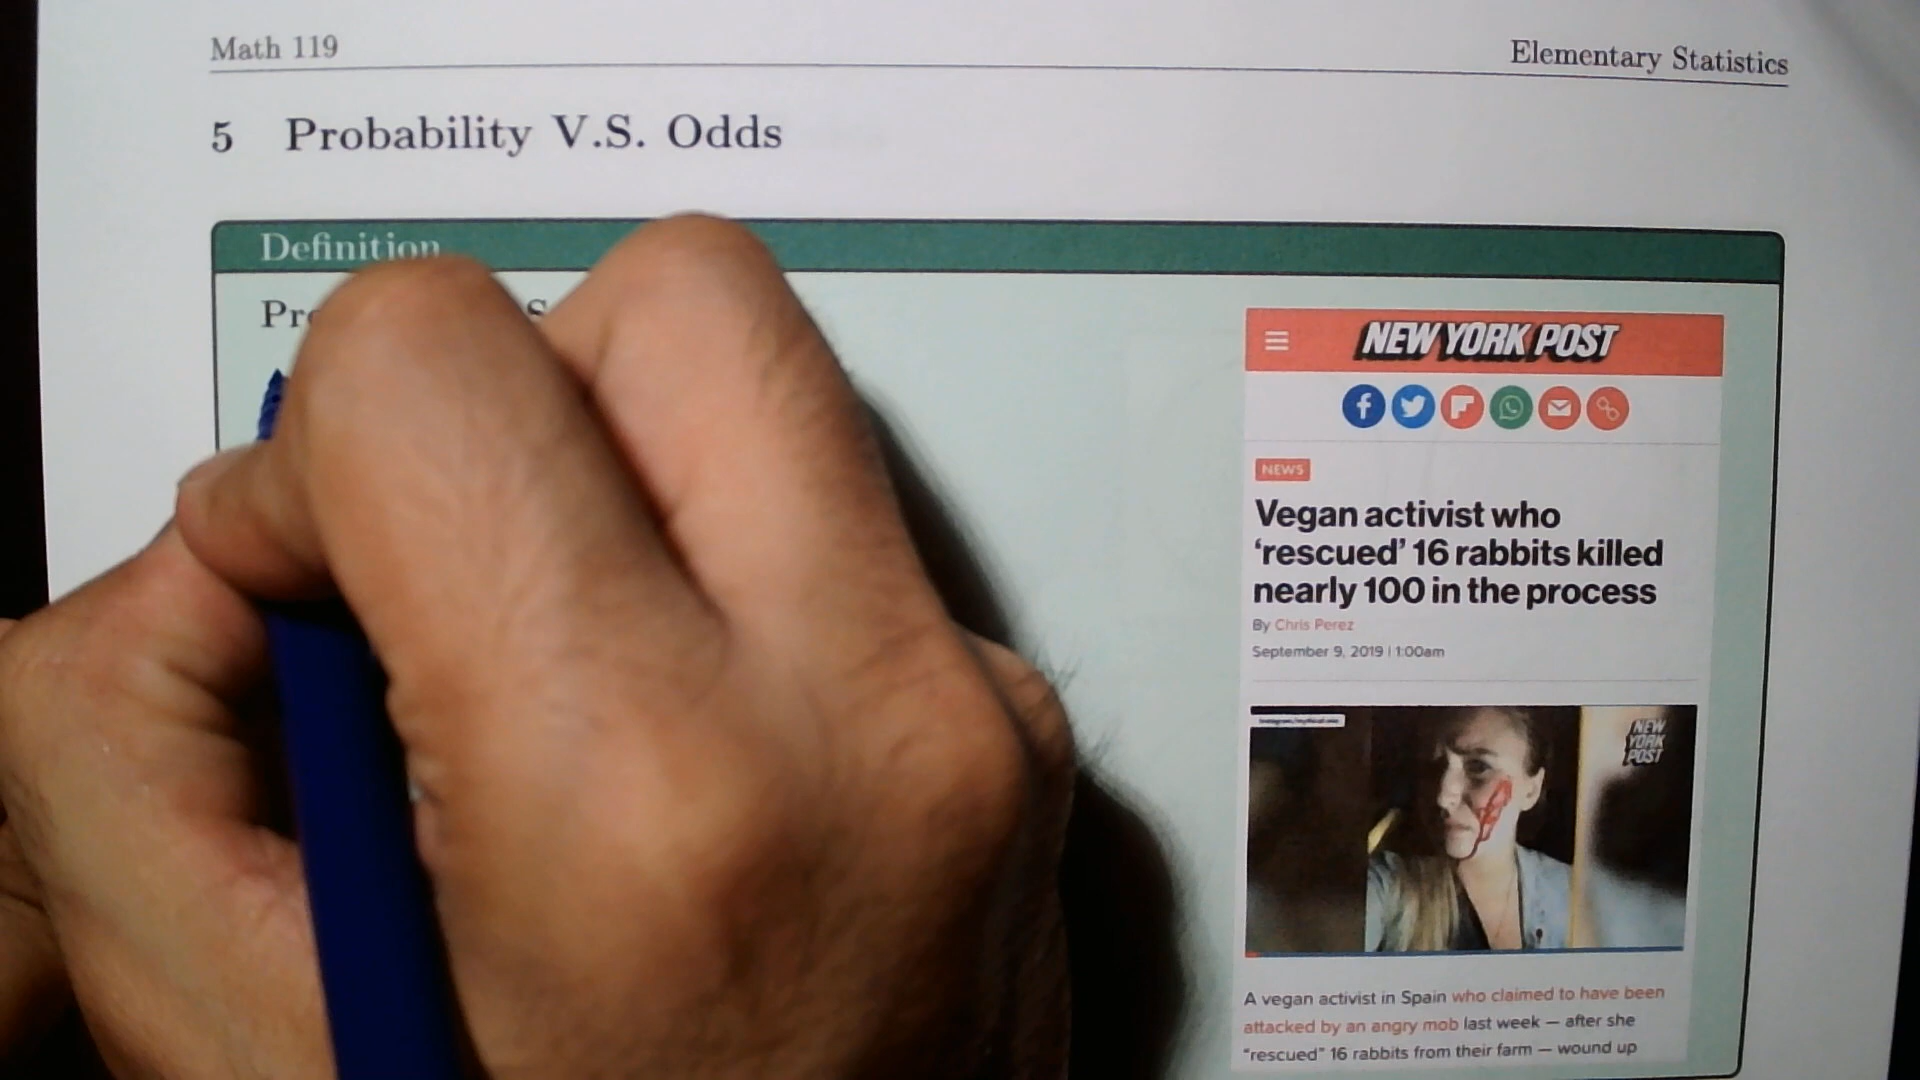 Math 119
Elementary Statistics
5 Probability V.S. Odds
Definition
NEW YORK POST
NEWS
Vegan activist who
‘rescued’ 16 rabbits killed
nearly 100 in the process
By Chris Perez
September 9, 2019 | 1:00am
NEW
YORK
POST
A vegan activist in Spain who claimed to have been
attacked by an angry mob last week — after she
“rescued” 16 rabbits from their farm — wound up